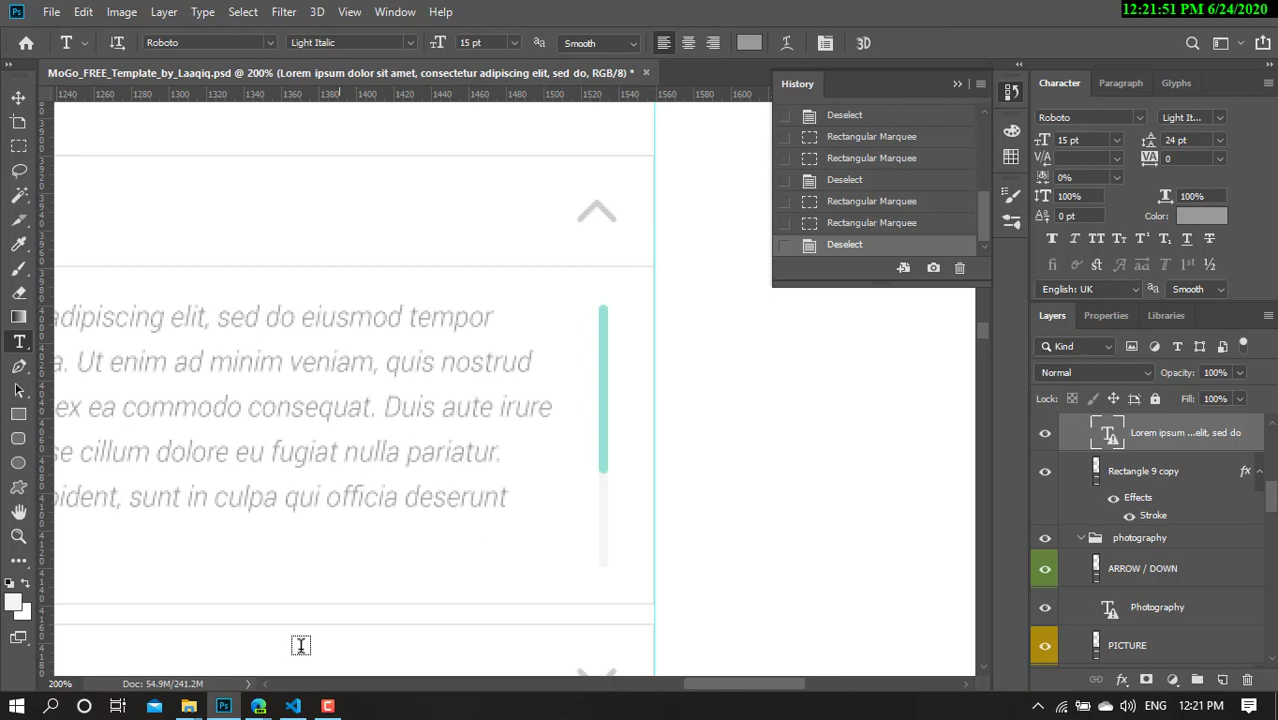 Ps File Edit Image Layer Type Select Filter 3D View Window Help
12:21:51 PM 6/24/2020
T Roboto Light Italic 15 pt Smooth 3D
MoGo_FREE_Template_by_Laaqiq.psd @ 200% (Lorem ipsum dolor sit amet, consectetur adipiscing elit, sed do, RGB/8) *
1240 1260 1280 1300 1320 1340 1360 1380 1400 1420 1440 1460 1480 1500 1520 1540 1560 1580 1600
History
Deselect
Rectangular Marquee
Rectangular Marquee
Deselect
Rectangular Marquee
Rectangular Marquee
Deselect
adipiscing elit, sed do eiusmod tempor
a. Ut enim ad minim veniam, quis nostrud
ex ea commodo consequat. Duis aute irure
se cillum dolore eu fugiat nulla pariatur.
oident, sunt in culpa qui officia deserunt
Character Paragraph Glyphs
Roboto Light It...
15 pt 24 pt
0
0%
100% 100%
0 pt Color:
English: UK Smooth
Layers Properties Libraries
Kind
Normal Opacity: 100%
Lock: Fill: 100%
Lorem ipsum ...elit, sed do
Rectangle 9 copy fx
Effects
Stroke
photography
ARROW / DOWN
Photography
PICTURE
200% Doc: 54.9M/241.2M
ENG 12:21 PM